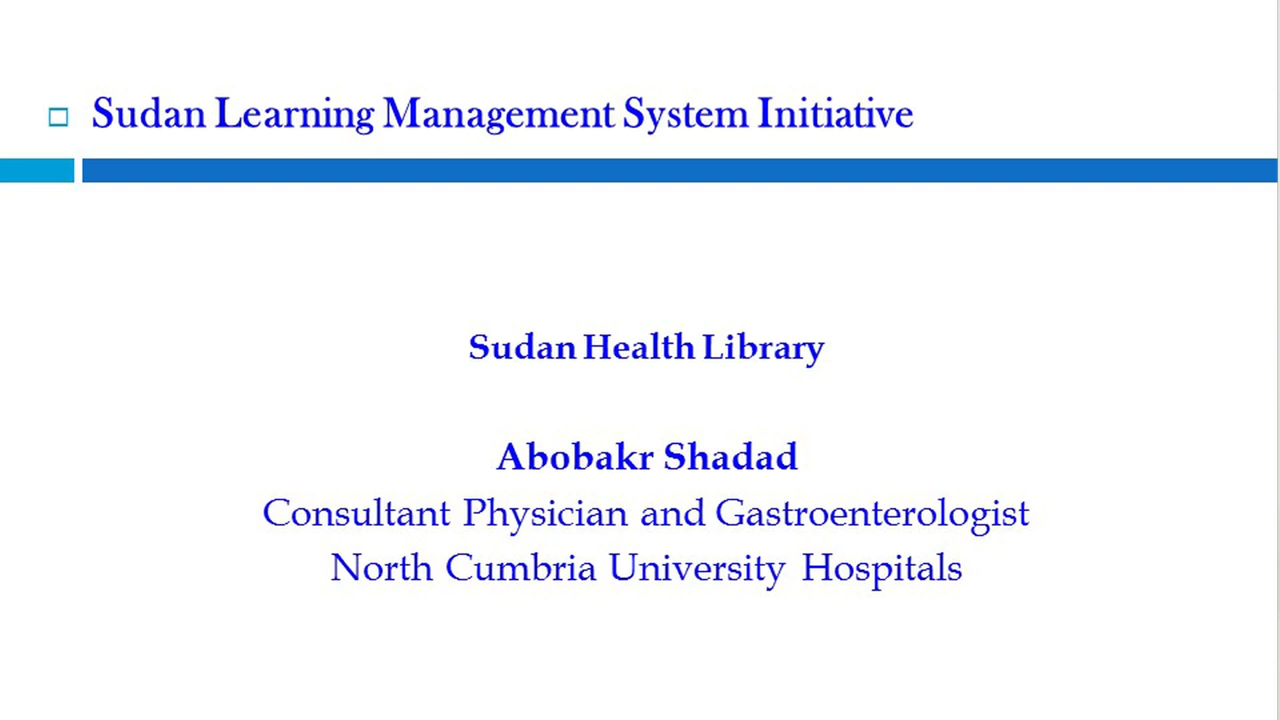 Sudan Learning Management System Initiative
Sudan Health Library
Abobakr Shadad
Consultant Physician and Gastroenterologist
North Cumbria University Hospitals